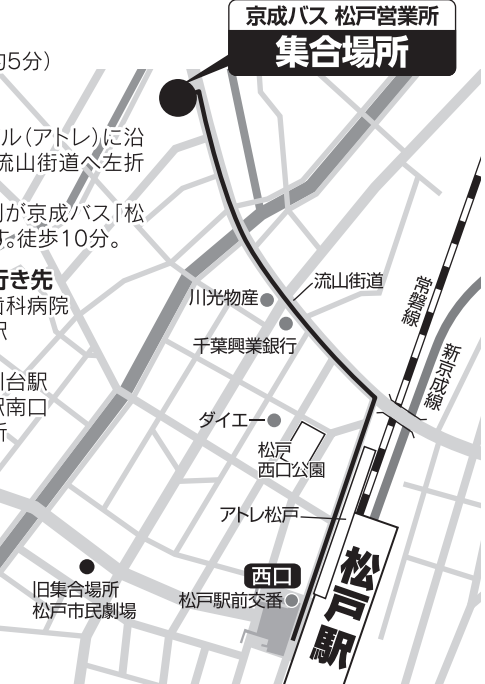 京成バス 松戸営業所
集合場所
約5分）
ル（アトレ）に沿
流山街道へ左折
が京成バス「松
す。徒歩10分。
行き先
歯科病院
駅
川台駅
駅南口
所
流山街道
川光物産
千葉興業銀行
常磐線
新京成線
ダイエー
松戸
西口公園
アトレ松戸
旧集合場所
松戸市民劇場
西口
松戸駅前交番
松戸駅